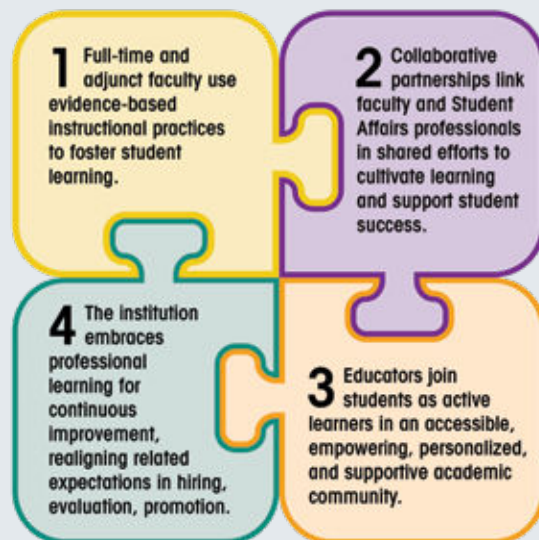 1 Full-time and
adjunct faculty use
evidence-based
instructional practices
to foster student
learning.
2 Collaborative
partnerships link
faculty and Student
Affairs professionals
in shared efforts to
cultivate learning
and support student
success.
3 Educators join
students as active
learners in an accessible,
empowering, personalized,
and supportive academic
community.
4 The institution
embraces
professional
learning for
continuous
improvement,
realigning related
expectations in hiring,
evaluation, promotion.